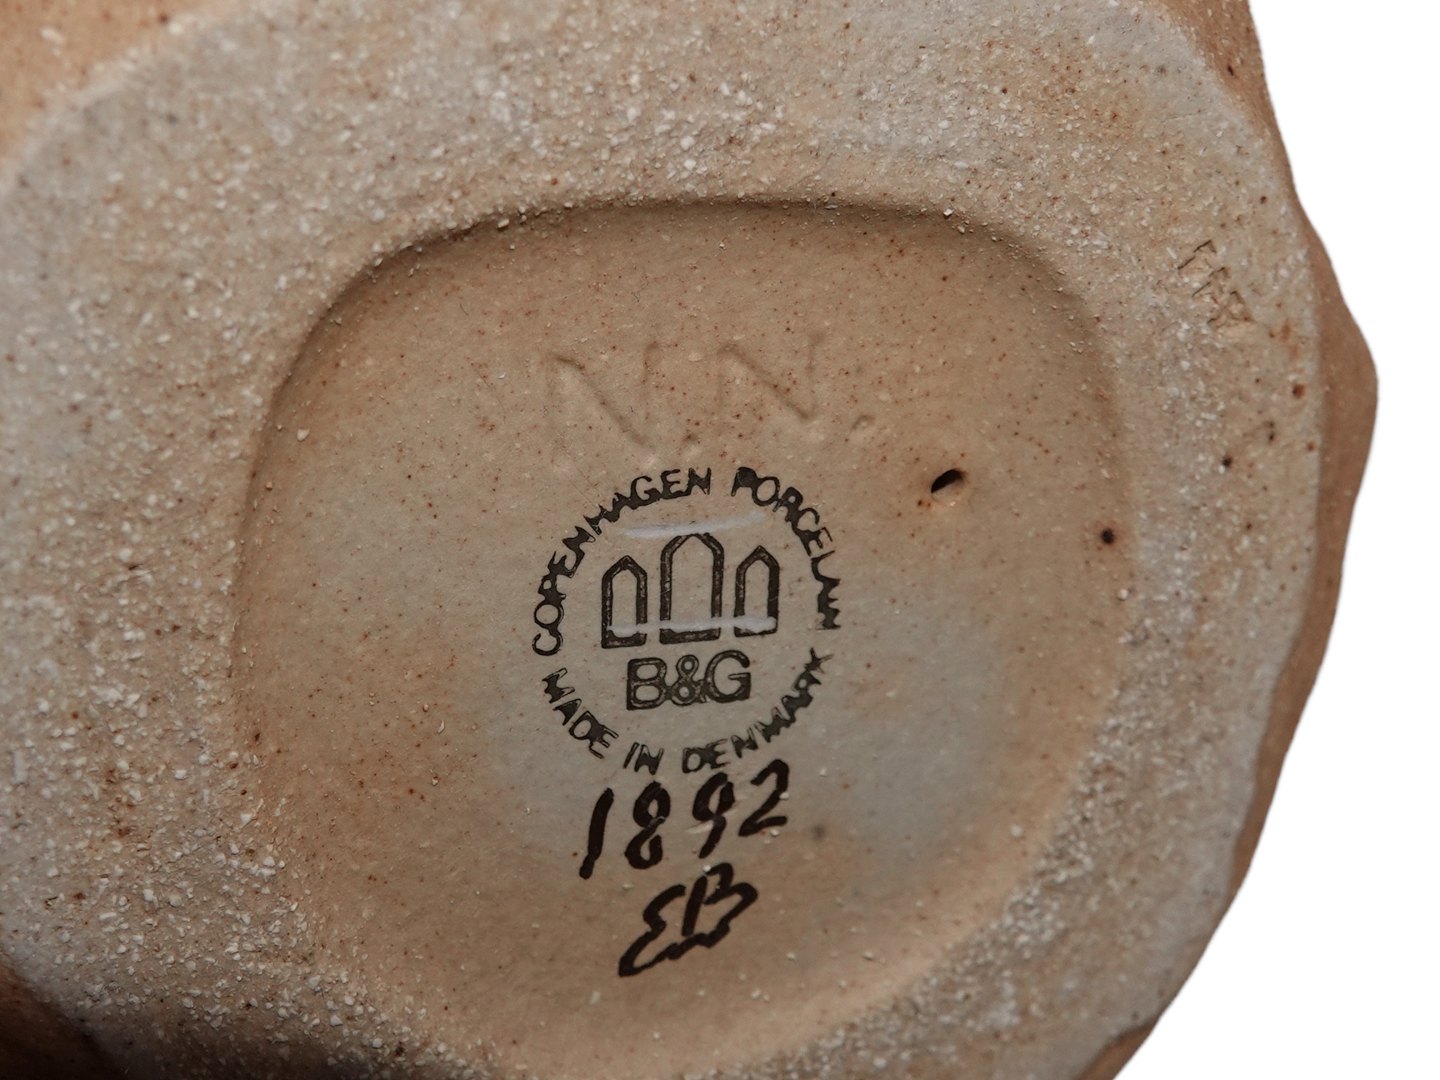 N.N.
COPENHAGEN PORCELAIN
B&G
MADE IN DENMARK
1892
EB